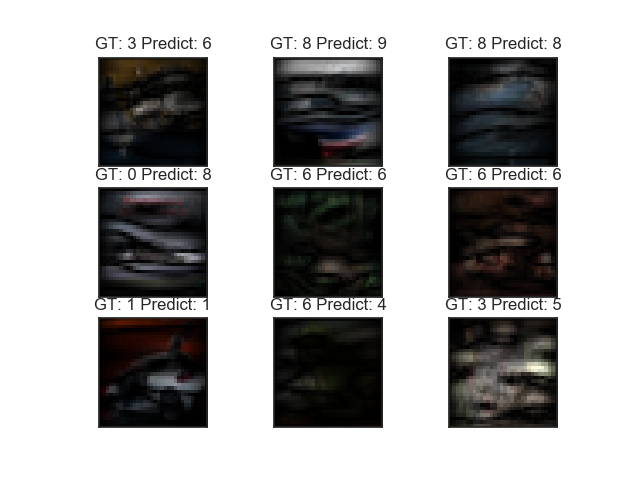 GT: 3 Predict: 6
GT: 8 Predict: 9
GT: 8 Predict: 8
GT: 0 Predict: 8
GT: 6 Predict: 6
GT: 6 Predict: 6
GT: 1 Predict: 1
GT: 6 Predict: 4
GT: 3 Predict: 5